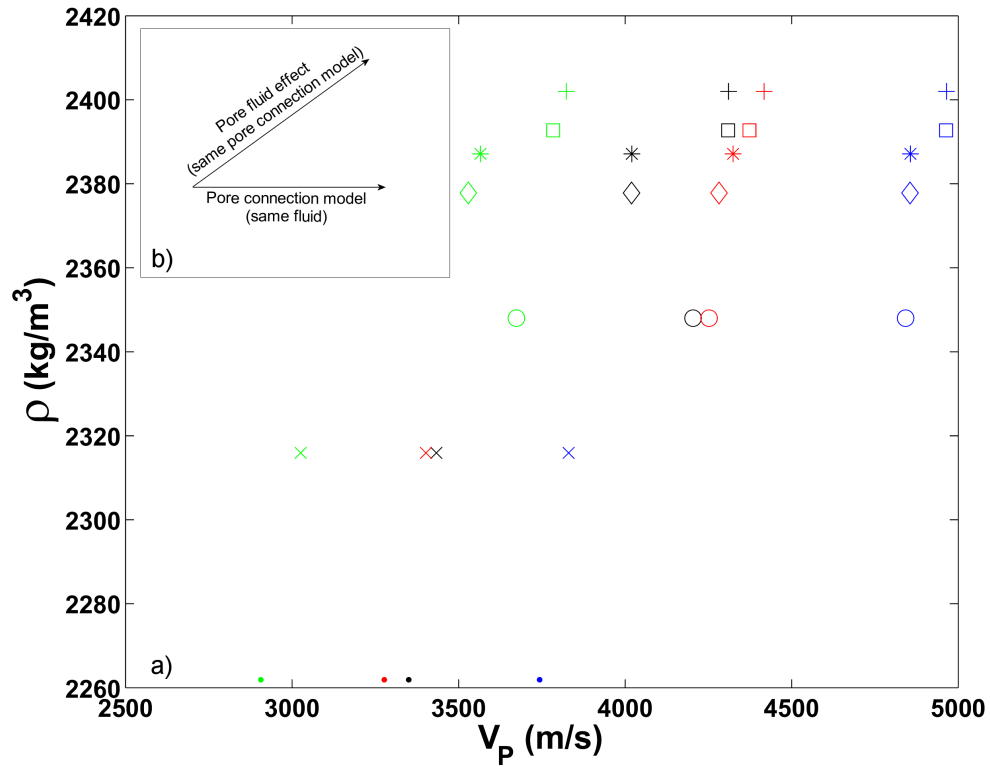 2420
2400
2380
2360
2340
2320
2300
2280
2260
ρ (kg/m³)
b)
Pore fluid effect
(same pore connection model)
Pore connection model
(same fluid)
a)
2500 3000 3500 4000 4500 5000
V_P (m/s)